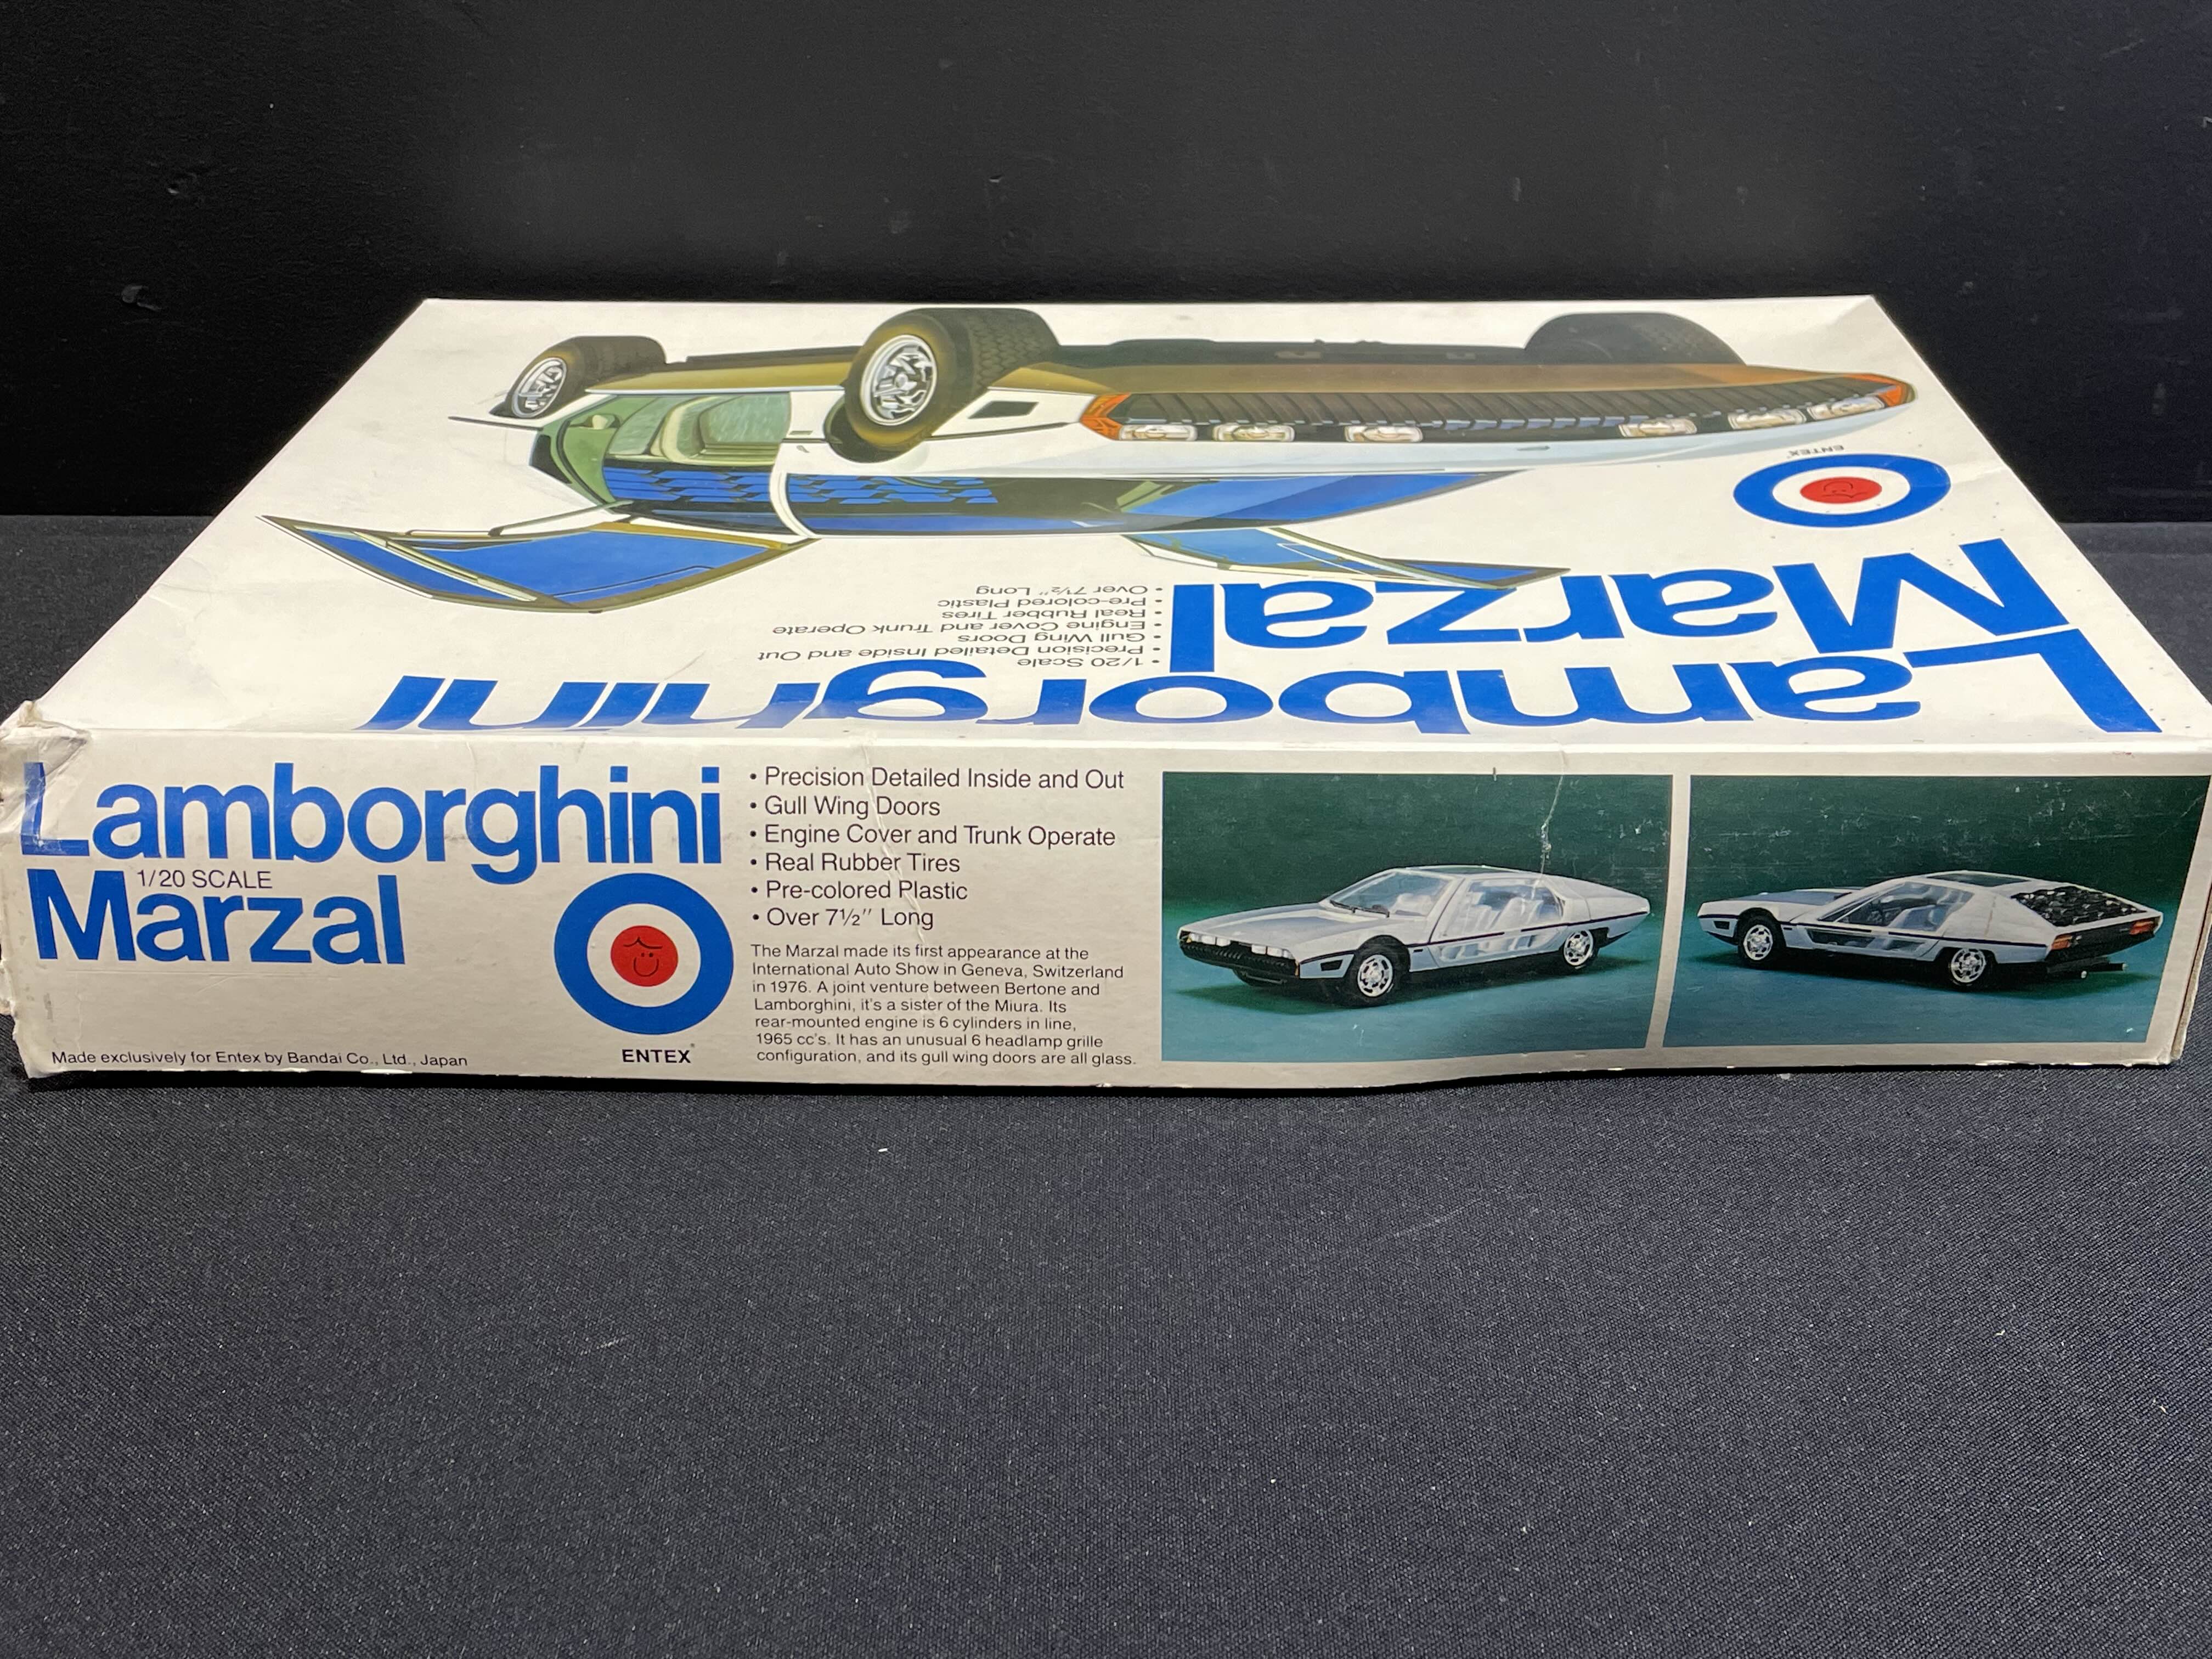 ENTEX
Lamborghini
Marzal
• 1/20 Scale
• Precision Detailed Inside and Out
• Gull Wing Doors
• Engine Cover and Trunk Operate
• Real Rubber Tires
• Pre-colored Plastic
• Over 7½" Long
Lamborghini
1/20 SCALE
Marzal
ENTEX
Made exclusively for Entex by Bandai Co., Ltd., Japan
• Precision Detailed Inside and Out
• Gull Wing Doors
• Engine Cover and Trunk Operate
• Real Rubber Tires
• Pre-colored Plastic
• Over 7½" Long
The Marzal made its first appearance at the
International Auto Show in Geneva, Switzerland
in 1976. A joint venture between Bertone and
Lamborghini, it's a sister of the Miura. Its
rear-mounted engine is 6 cylinders in line,
1965 cc's. It has an unusual 6 headlamp grille
configuration, and its gull wing doors are all glass.